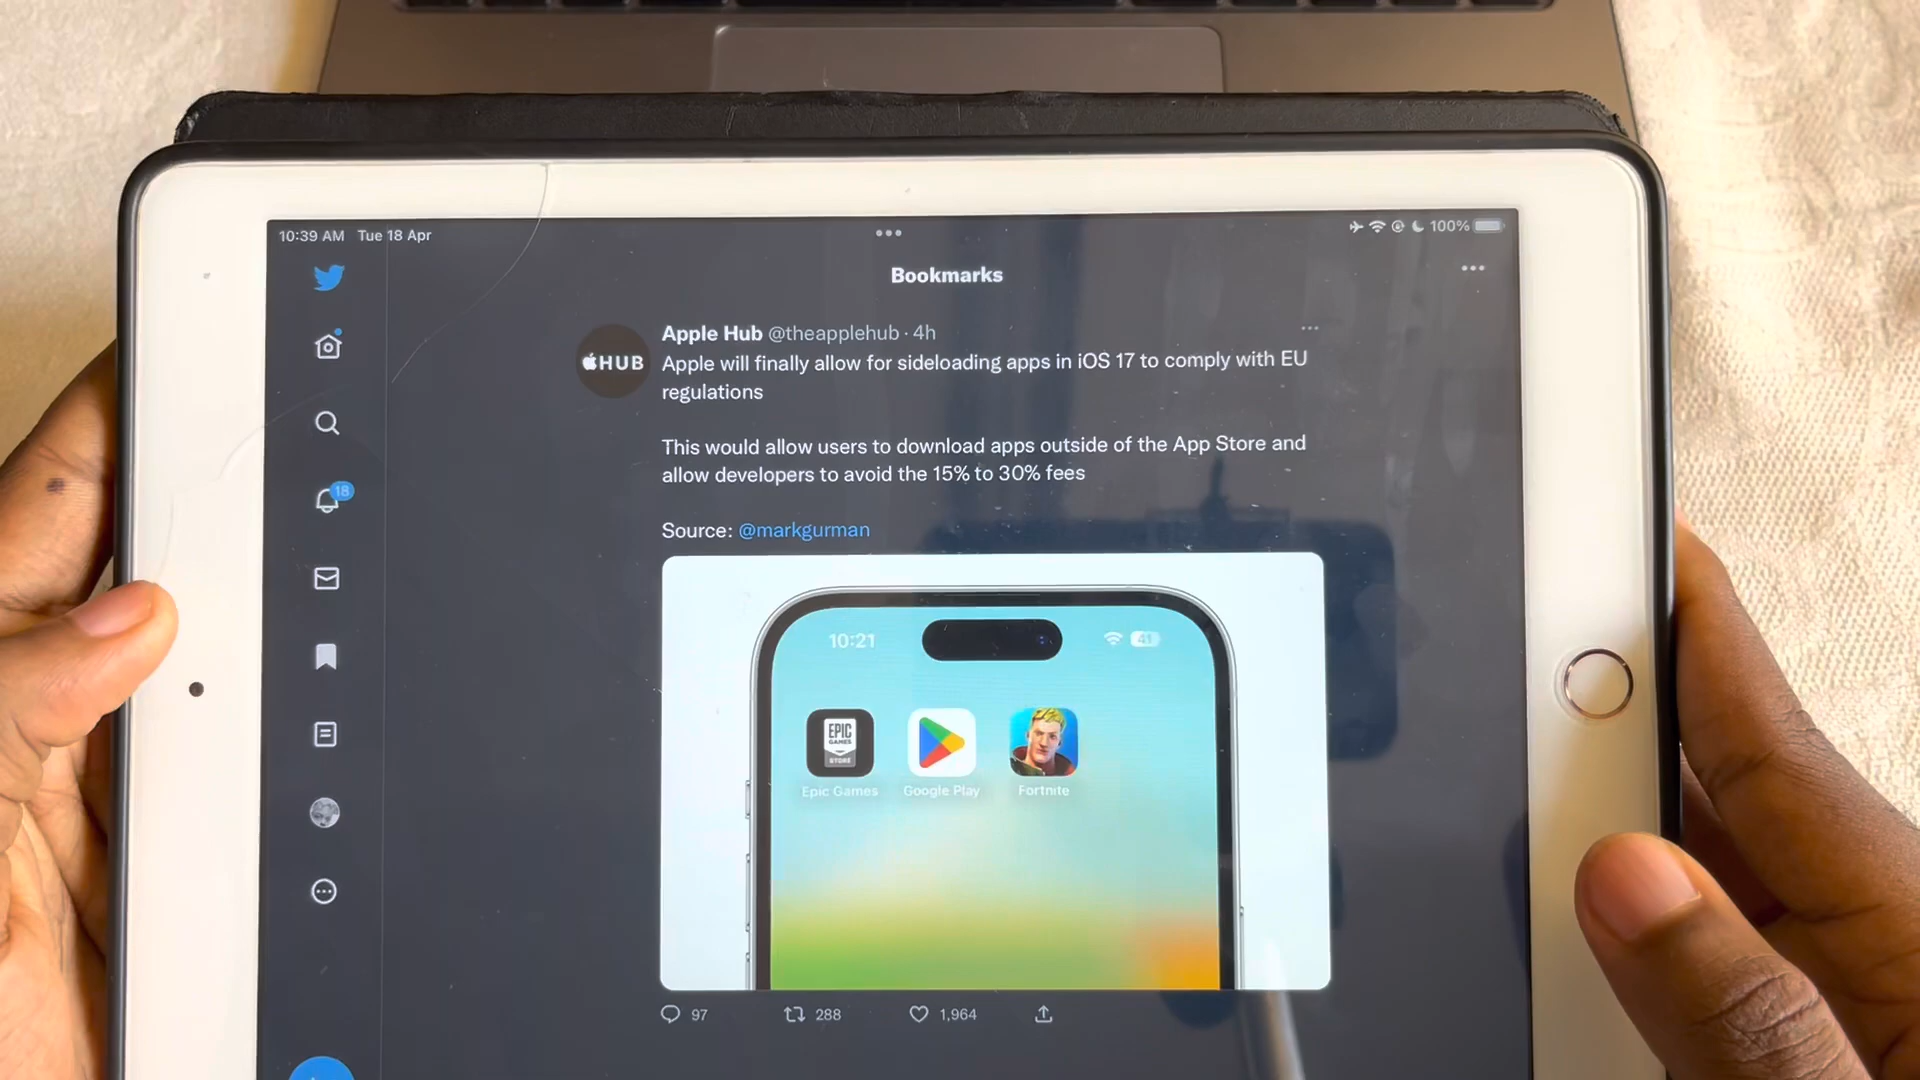 10:39 AM Tue 18 Apr
100%
Bookmarks
Apple Hub @theapplehub · 4h
HUB
Apple will finally allow for sideloading apps in iOS 17 to comply with EU
regulations
This would allow users to download apps outside of the App Store and
allow developers to avoid the 15% to 30% fees
Source: @markgurman
18
10:21
41
EPIC
GAMES
STORE
Epic Games
Google Play
Fortnite
97
288
1,964